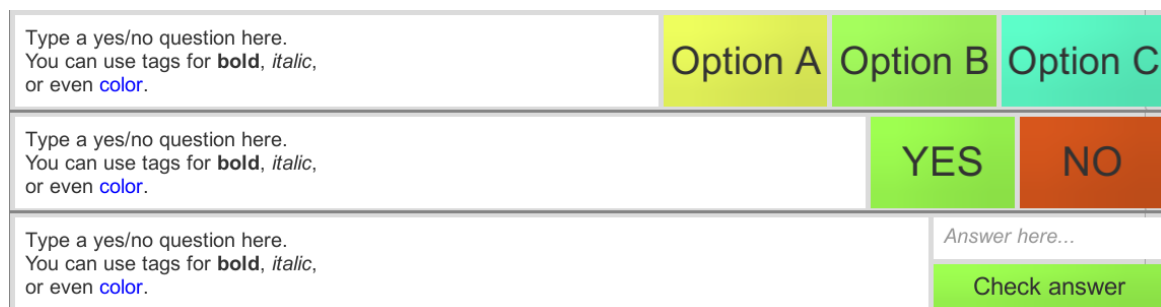 Type a yes/no question here.
You can use tags for bold, italic,
or even color.
Option A
Option B
Option C
Type a yes/no question here.
You can use tags for bold, italic,
or even color.
YES
NO
Type a yes/no question here.
You can use tags for bold, italic,
or even color.
Answer here...
Check answer